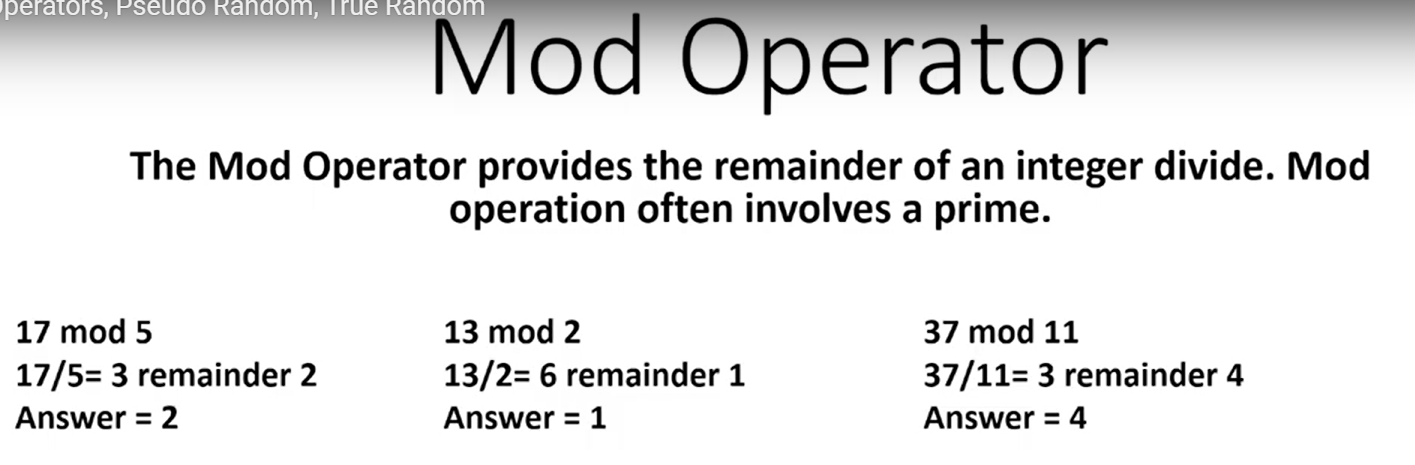 Operators, Pseudo Random, True Random
Mod Operator
The Mod Operator provides the remainder of an integer divide. Mod
operation often involves a prime.
17 mod 5
17/5= 3 remainder 2
Answer = 2
13 mod 2
13/2= 6 remainder 1
Answer = 1
37 mod 11
37/11= 3 remainder 4
Answer = 4